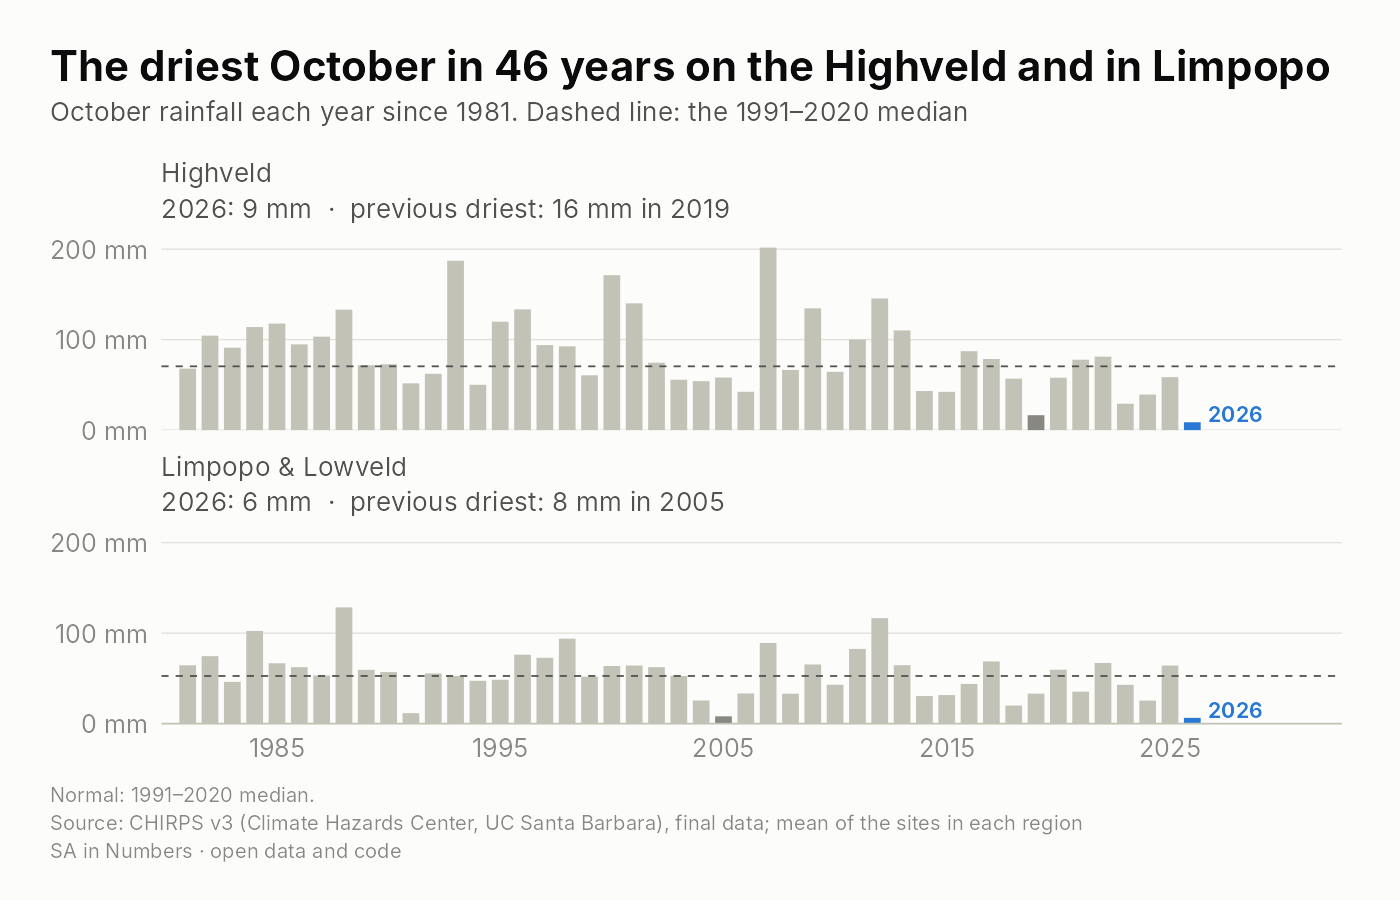 The driest October in 46 years on the Highveld and in Limpopo
October rainfall each year since 1981. Dashed line: the 1991–2020 median
Highveld
2026: 9 mm · previous driest: 16 mm in 2019
200 mm
100 mm
0 mm
2026
Limpopo & Lowveld
2026: 6 mm · previous driest: 8 mm in 2005
200 mm
100 mm
0 mm
2026
1985 1995 2005 2015 2025
Normal: 1991–2020 median.
Source: CHIRPS v3 (Climate Hazards Center, UC Santa Barbara), final data; mean of the sites in each region
SA in Numbers · open data and code